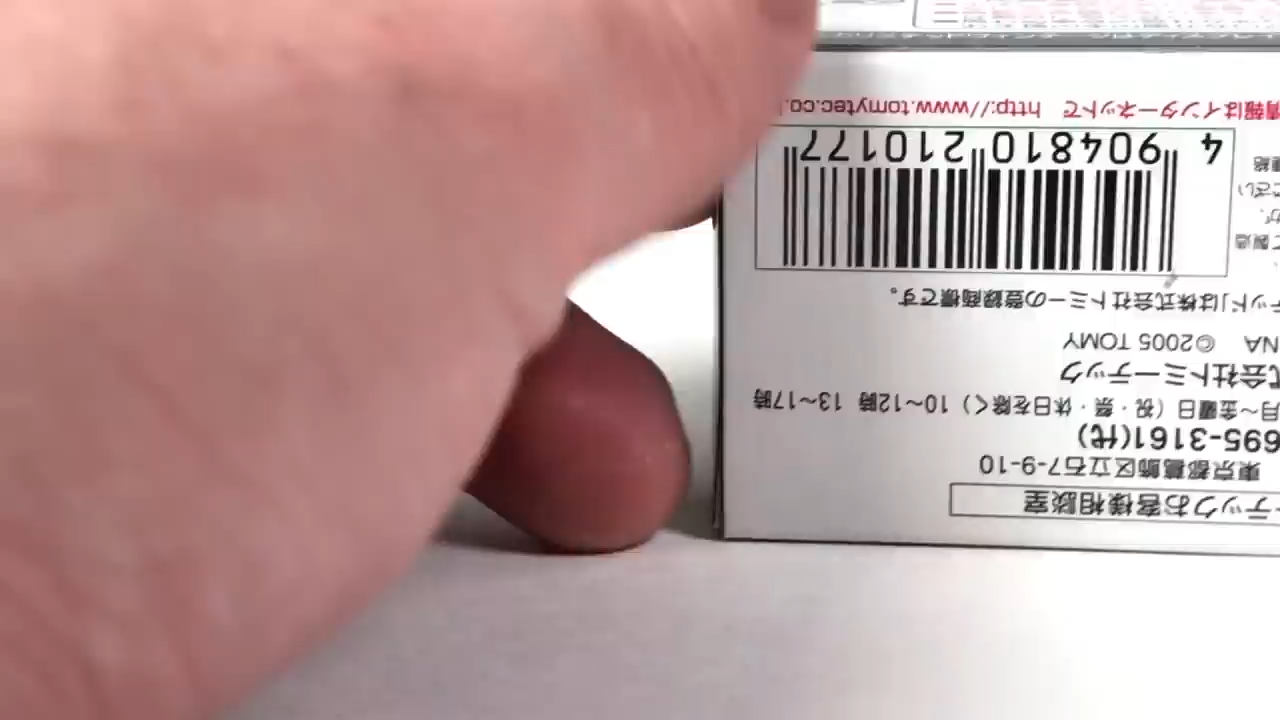 テックお客様相談室
東京都葛飾区立石7-9-10
695-3161(代)
月~金曜日(祝・祭・休日を除く) 10~12時 13~17時
式会社トミーテック
NA © 2005 TOMY
ッド」は株式会社トミーの登録商標です。
4 904810 210177
情報はインターネットで http://www.tomytec.co.